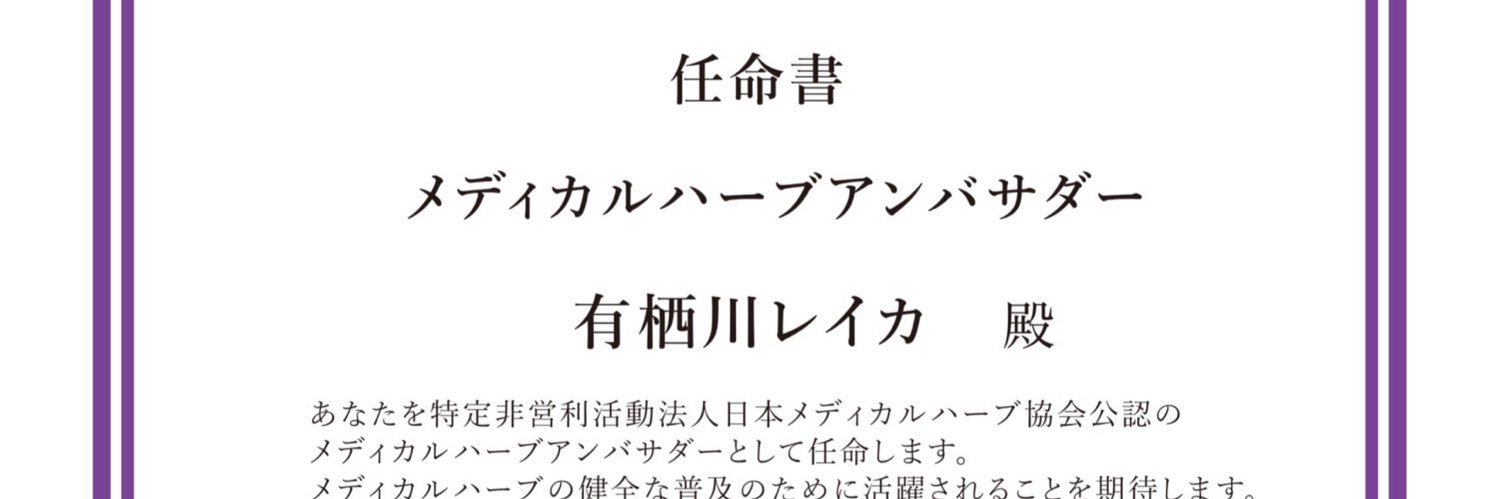 任命書
メディカルハーブアンバサダー
有栖川レイカ 殿
あなたを特定非営利活動法人日本メディカルハーブ協会公認の
メディカルハーブアンバサダーとして任命します。
メディカルハーブの健全な普及のために活躍されることを期待します。